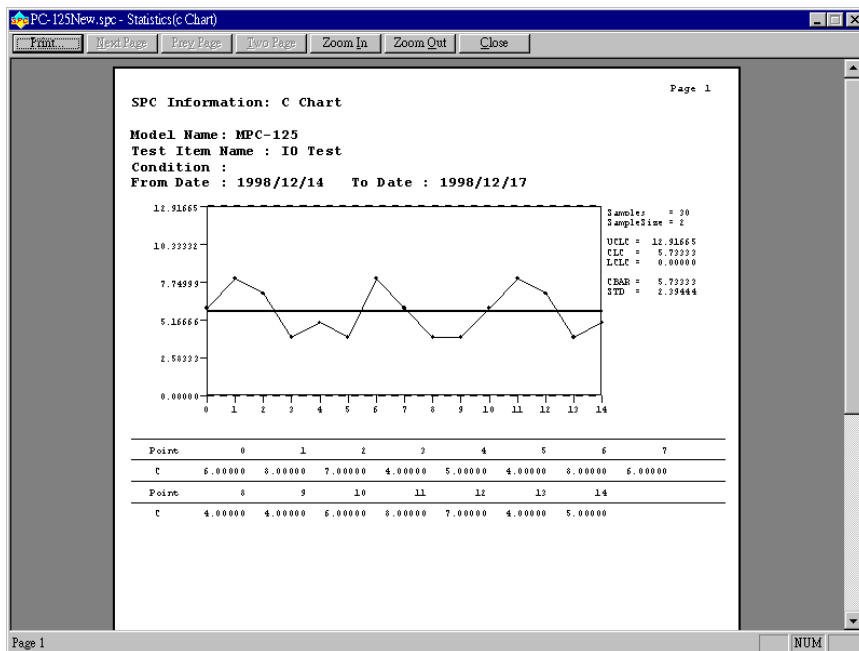 PC-125New.spc - Statistics(c Chart)
Print... Next Page Prev Page Two Page Zoom In Zoom Out Close
Page 1
SPC Information: C Chart
Model Name: MPC-125
Test Item Name : IO Test
Condition :
From Date : 1998/12/14 To Date : 1998/12/17
12.91665
10.33332
7.74999
5.16666
2.58333
0.00000
0 1 2 3 4 5 6 7 8 9 10 11 12 13 14
Samples = 30
SampleSize = 2
UCLC = 12.91665
CLC = 5.73333
LCLC = 0.00000
CBAR = 5.73333
STD = 2.39444
Point 0 1 2 3 4 5 6 7
C 6.00000 8.00000 7.00000 4.00000 5.00000 4.00000 8.00000 6.00000
Point 8 9 10 11 12 13 14
C 4.00000 4.00000 6.00000 8.00000 7.00000 4.00000 5.00000
Page 1 NUM